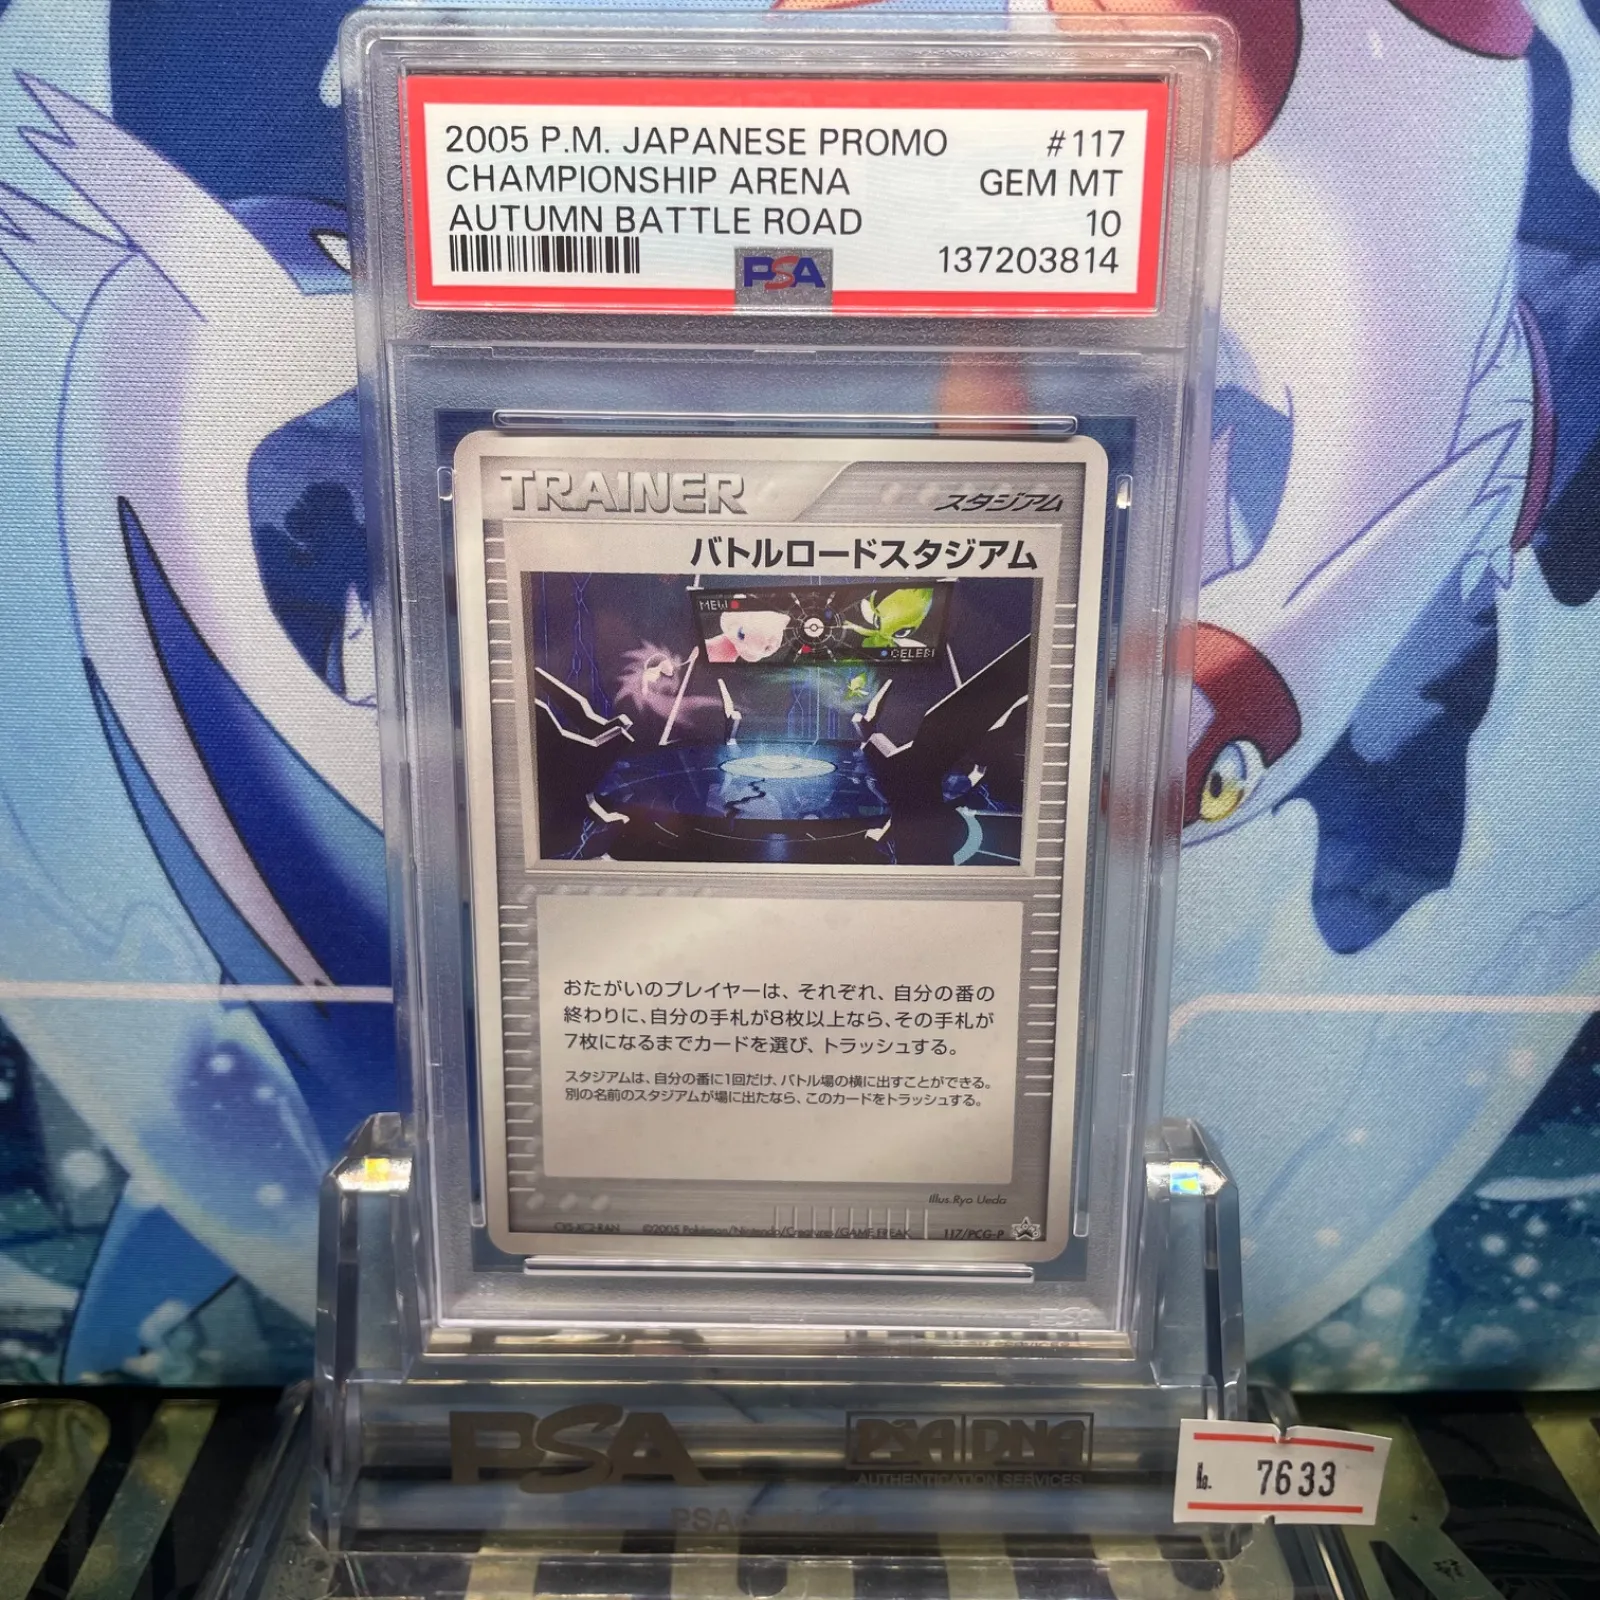 2005 P.M. JAPANESE PROMO #117
CHAMPIONSHIP ARENA GEM MT
AUTUMN BATTLE ROAD 10
PSA 137203814
TRAINER スタジアム
バトルロードスタジアム
MEW
CELEBI
おたがいのプレイヤーは、それぞれ、自分の番の
終わりに、自分の手札が8枚以上なら、その手札が
7枚になるまでカードを選び、トラッシュする。
スタジアムは、自分の番に1回だけ、バトル場の横に出すことができる。
別の名前のスタジアムが場に出たなら、このカードをトラッシュする。
Illus. Ryo Ueda
©2005 Pokémon/Nintendo/Creatures/GAME FREAK 117/PCG-P
PSA PSA DNA
AUTHENTICATION SERVICES
No. 7633